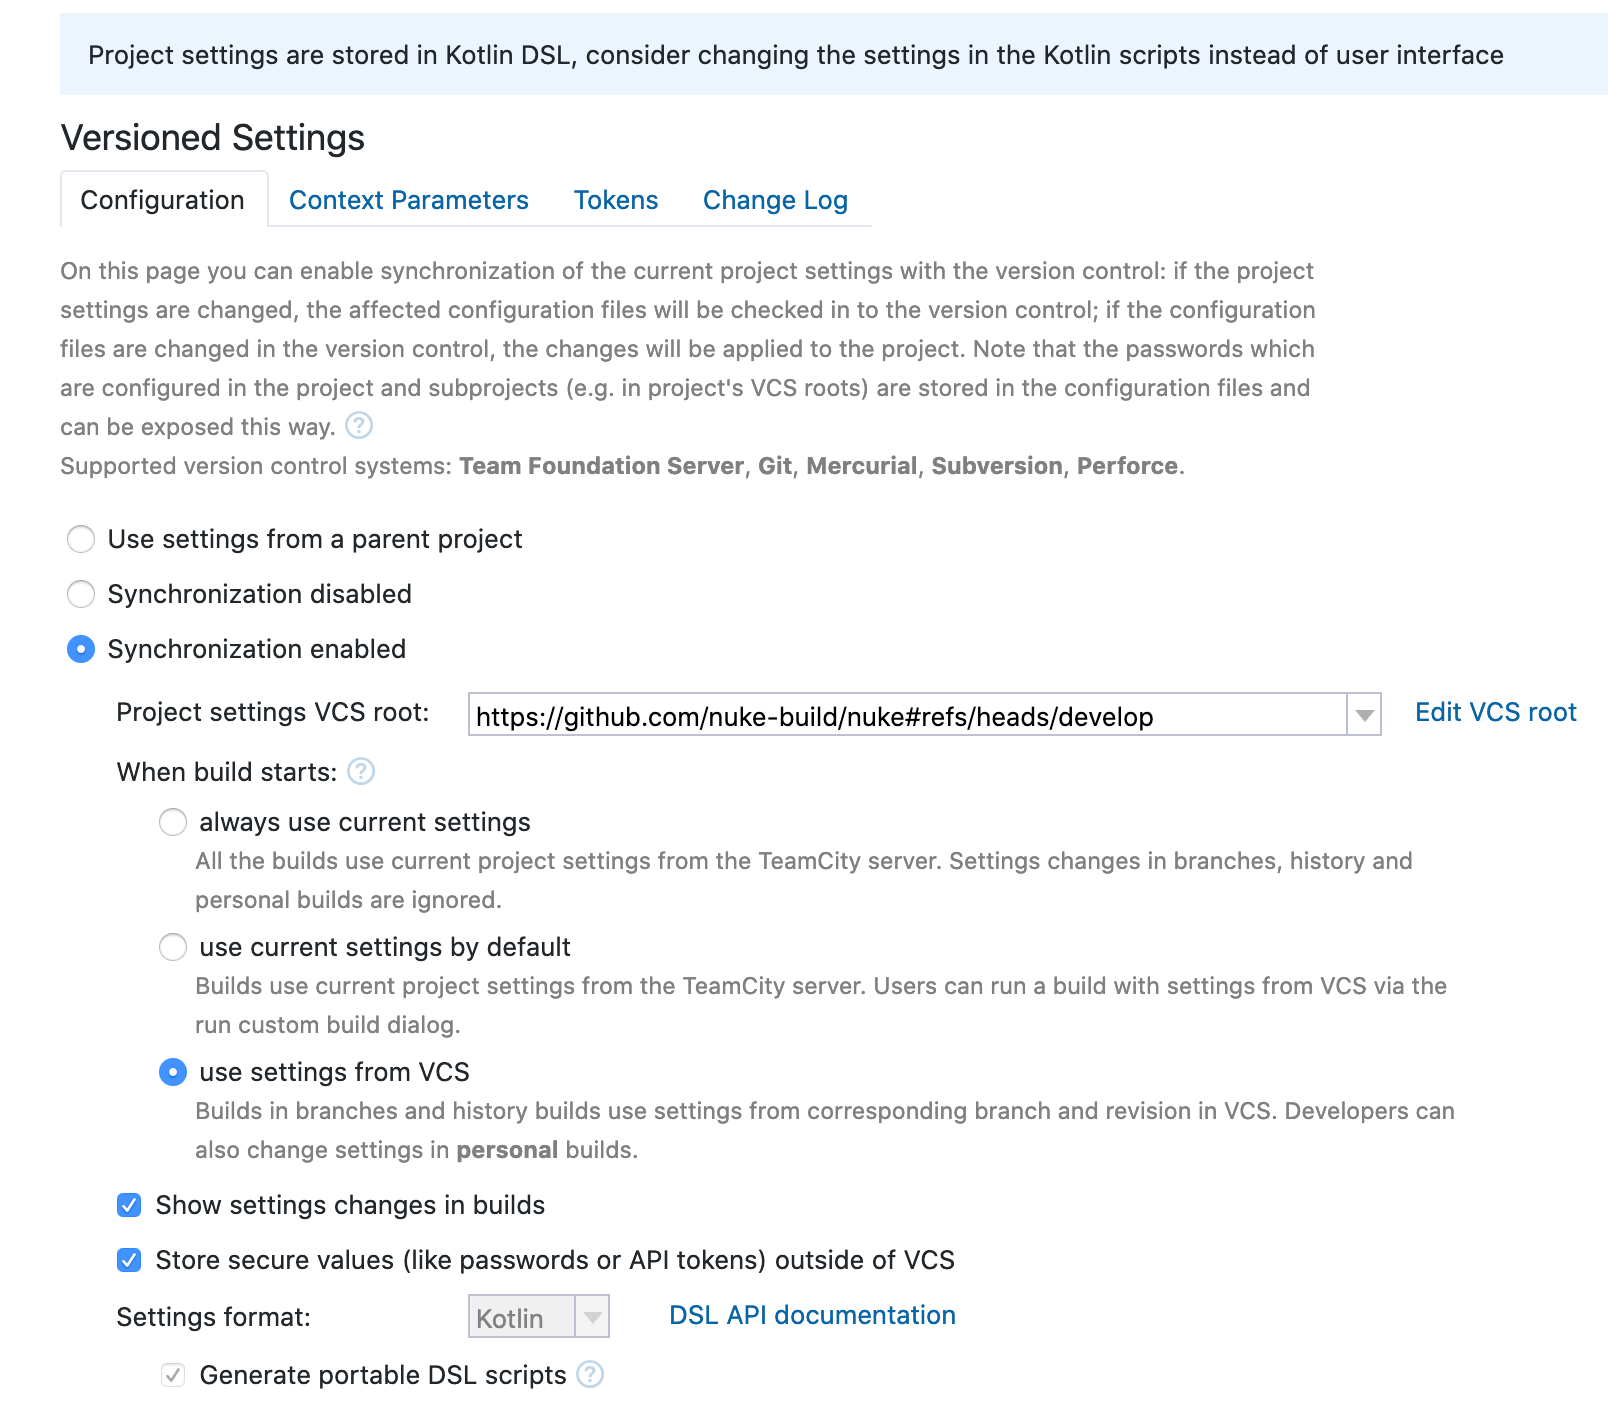 Project settings are stored in Kotlin DSL, consider changing the settings in the Kotlin scripts instead of user interface
Versioned Settings
Configuration Context Parameters Tokens Change Log
On this page you can enable synchronization of the current project settings with the version control: if the project
settings are changed, the affected configuration files will be checked in to the version control; if the configuration
files are changed in the version control, the changes will be applied to the project. Note that the passwords which
are configured in the project and subprojects (e.g. in project's VCS roots) are stored in the configuration files and
can be exposed this way. ?
Supported version control systems: Team Foundation Server, Git, Mercurial, Subversion, Perforce.
Use settings from a parent project
Synchronization disabled
Synchronization enabled
Project settings VCS root: https://github.com/nuke-build/nuke#refs/heads/develop Edit VCS root
When build starts: ?
always use current settings
All the builds use current project settings from the TeamCity server. Settings changes in branches, history and
personal builds are ignored.
use current settings by default
Builds use current project settings from the TeamCity server. Users can run a build with settings from VCS via the
run custom build dialog.
use settings from VCS
Builds in branches and history builds use settings from corresponding branch and revision in VCS. Developers can
also change settings in personal builds.
Show settings changes in builds
Store secure values (like passwords or API tokens) outside of VCS
Settings format: Kotlin DSL API documentation
Generate portable DSL scripts ?